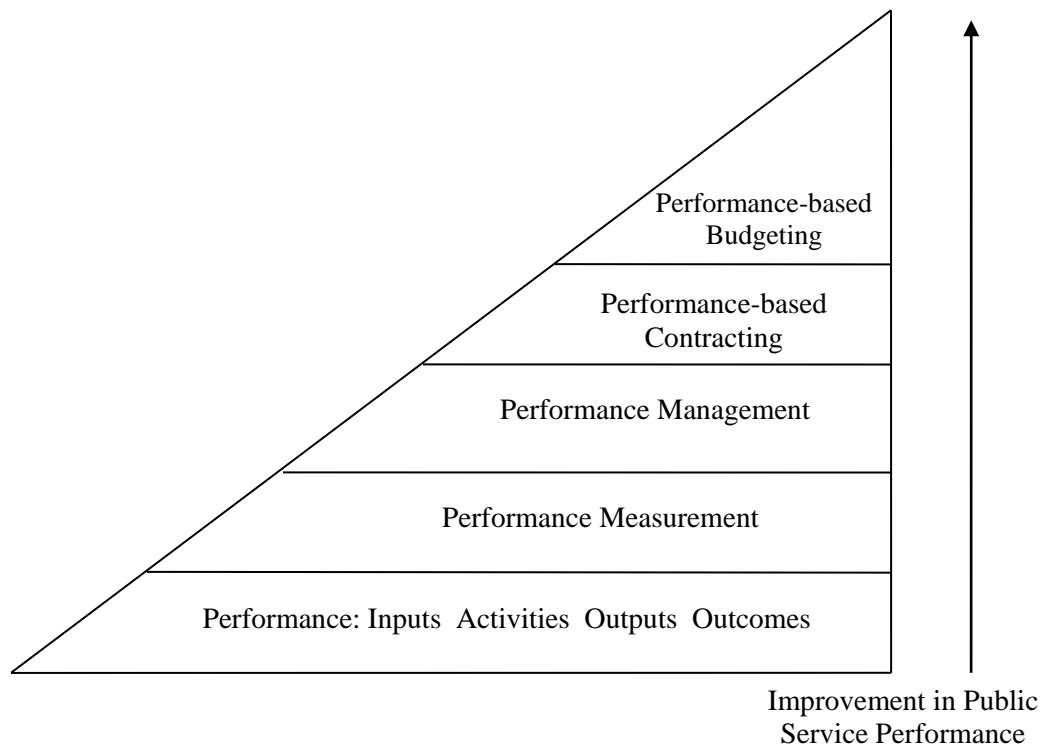 Performance-based
Budgeting
Performance-based
Contracting
Performance Management
Performance Measurement
Performance: Inputs Activities Outputs Outcomes
Improvement in Public
Service Performance